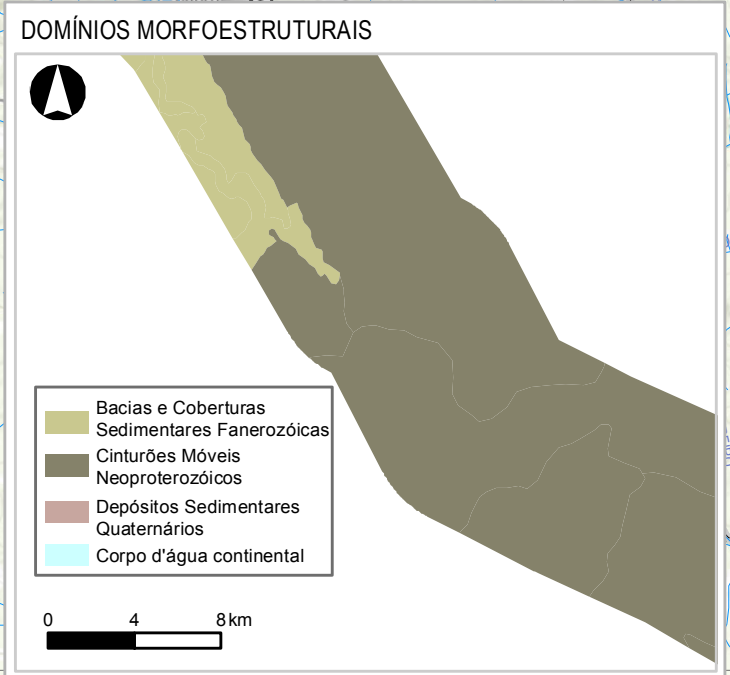 DOMÍNIOS MORFOESTRUTURAIS
Bacias e Coberturas
Sedimentares Fanerozóicas
Cinturões Móveis
Neoproterozóicos
Depósitos Sedimentares
Quaternários
Corpo d'água continental
0 4 8 km